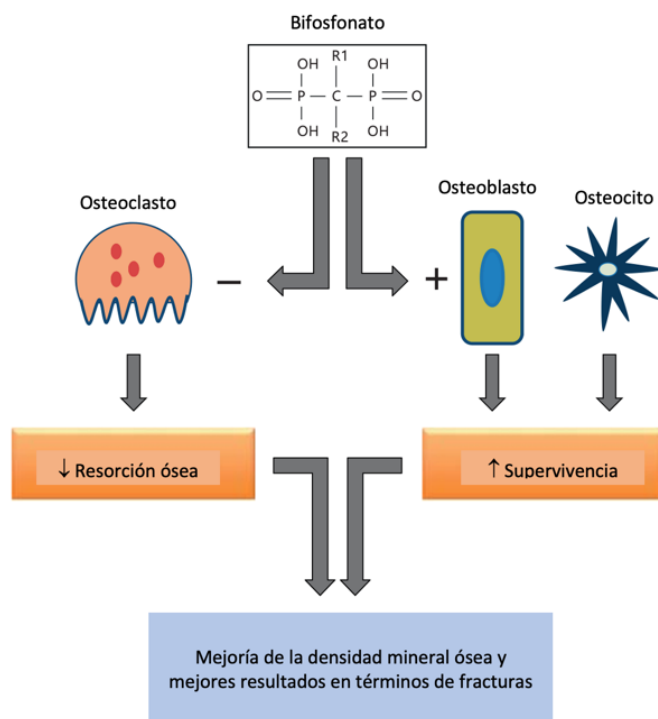 Bifosfonato
R1
OH OH
O P C P O
OH OH
R2
Osteoclasto
Osteoblasto
Osteocito
− +
↓ Resorción ósea
↑ Supervivencia
Mejoría de la densidad mineral ósea y
mejores resultados en términos de fracturas